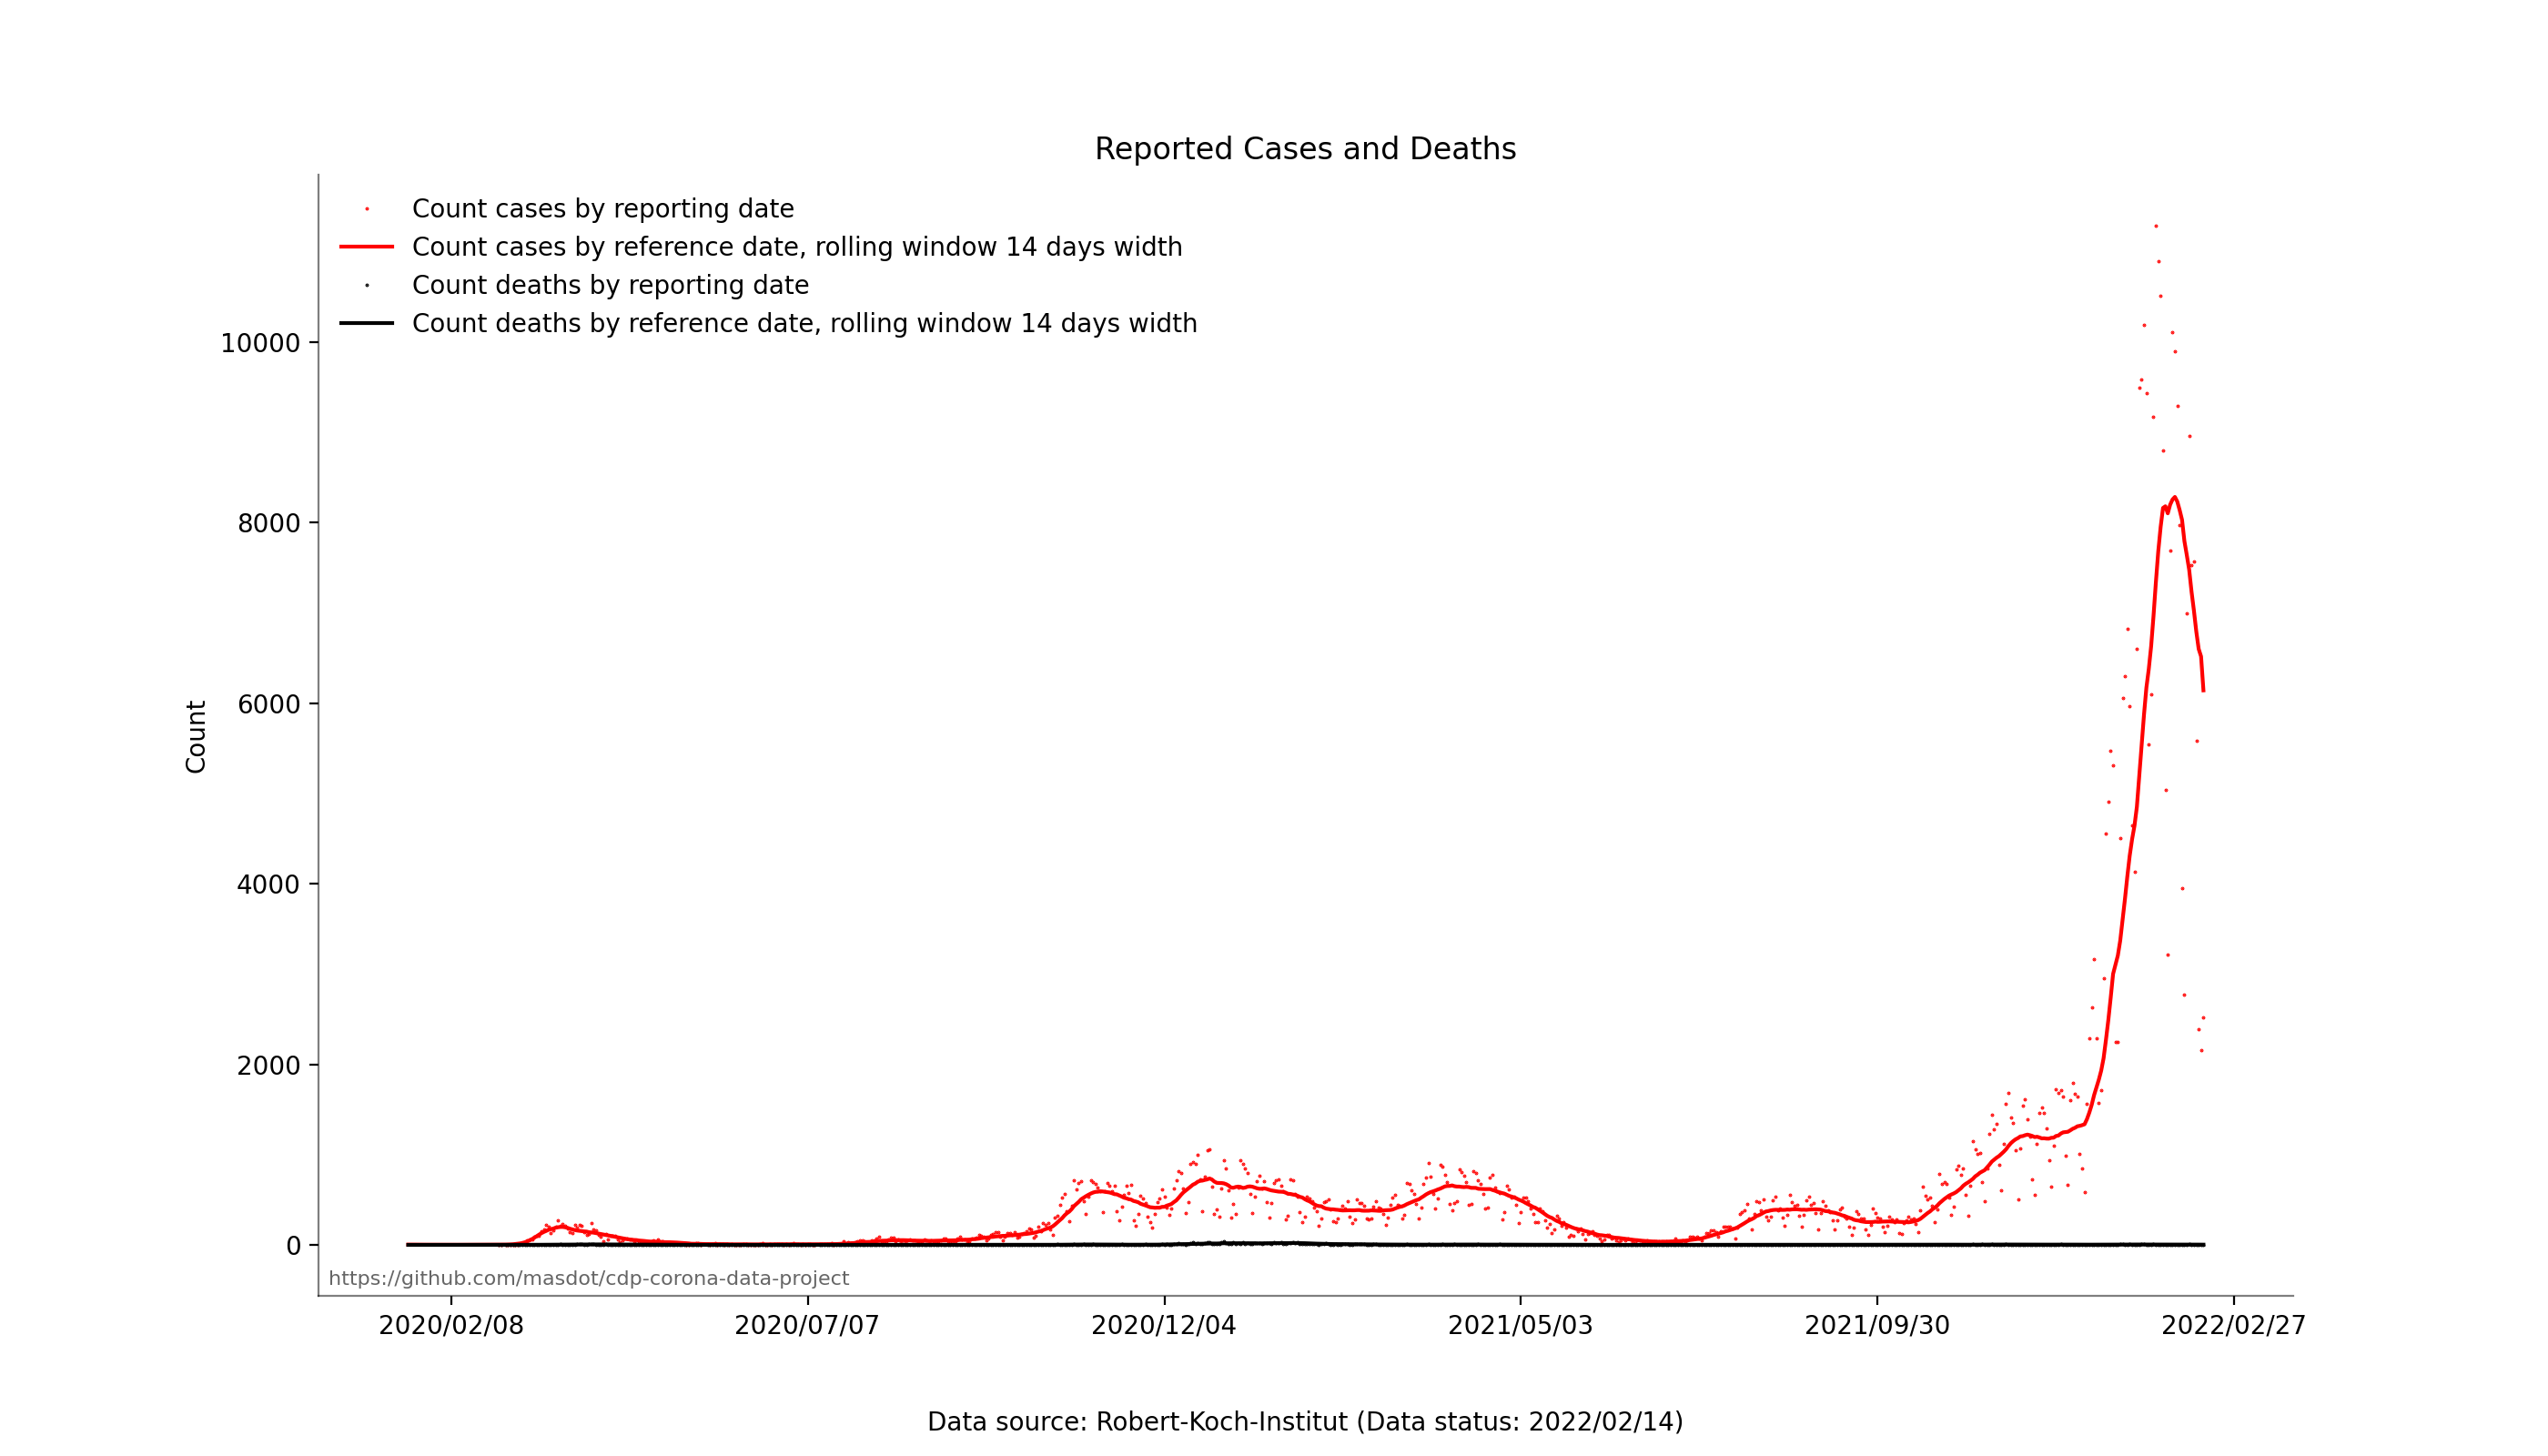 Reported Cases and Deaths
Count cases by reporting date
Count cases by reference date, rolling window 14 days width
Count deaths by reporting date
Count deaths by reference date, rolling window 14 days width
10000
8000
6000
4000
2000
0
Count
https://github.com/masdot/cdp-corona-data-project
2020/02/08 2020/07/07 2020/12/04 2021/05/03 2021/09/30 2022/02/27
Data source: Robert-Koch-Institut (Data status: 2022/02/14)